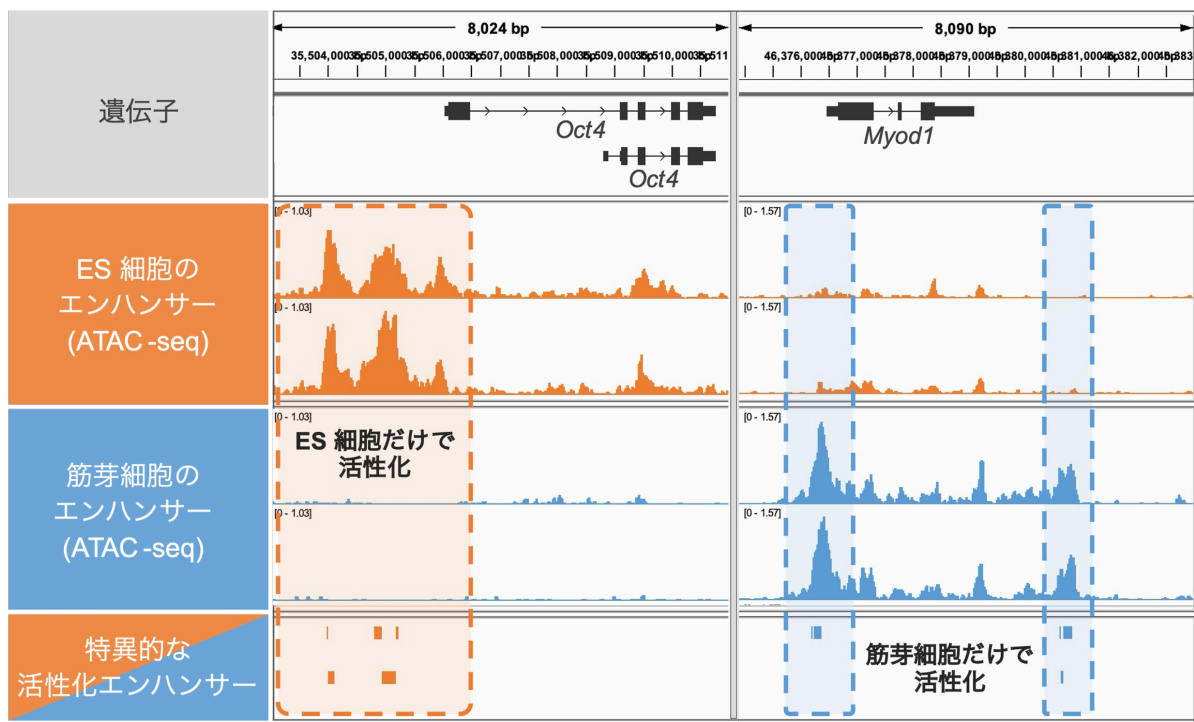 8,024 bp
8,090 bp
遺伝子
Oct4
Oct4
Myod1
ES 細胞の
エンハンサー
(ATAC-seq)
[0 - 1.03]
[0 - 1.57]
[0 - 1.03]
[0 - 1.57]
筋芽細胞の
エンハンサー
(ATAC-seq)
[0 - 1.03]
[0 - 1.57]
ES 細胞だけで
活性化
[0 - 1.03]
[0 - 1.57]
特異的な
活性化エンハンサー
筋芽細胞だけで
活性化